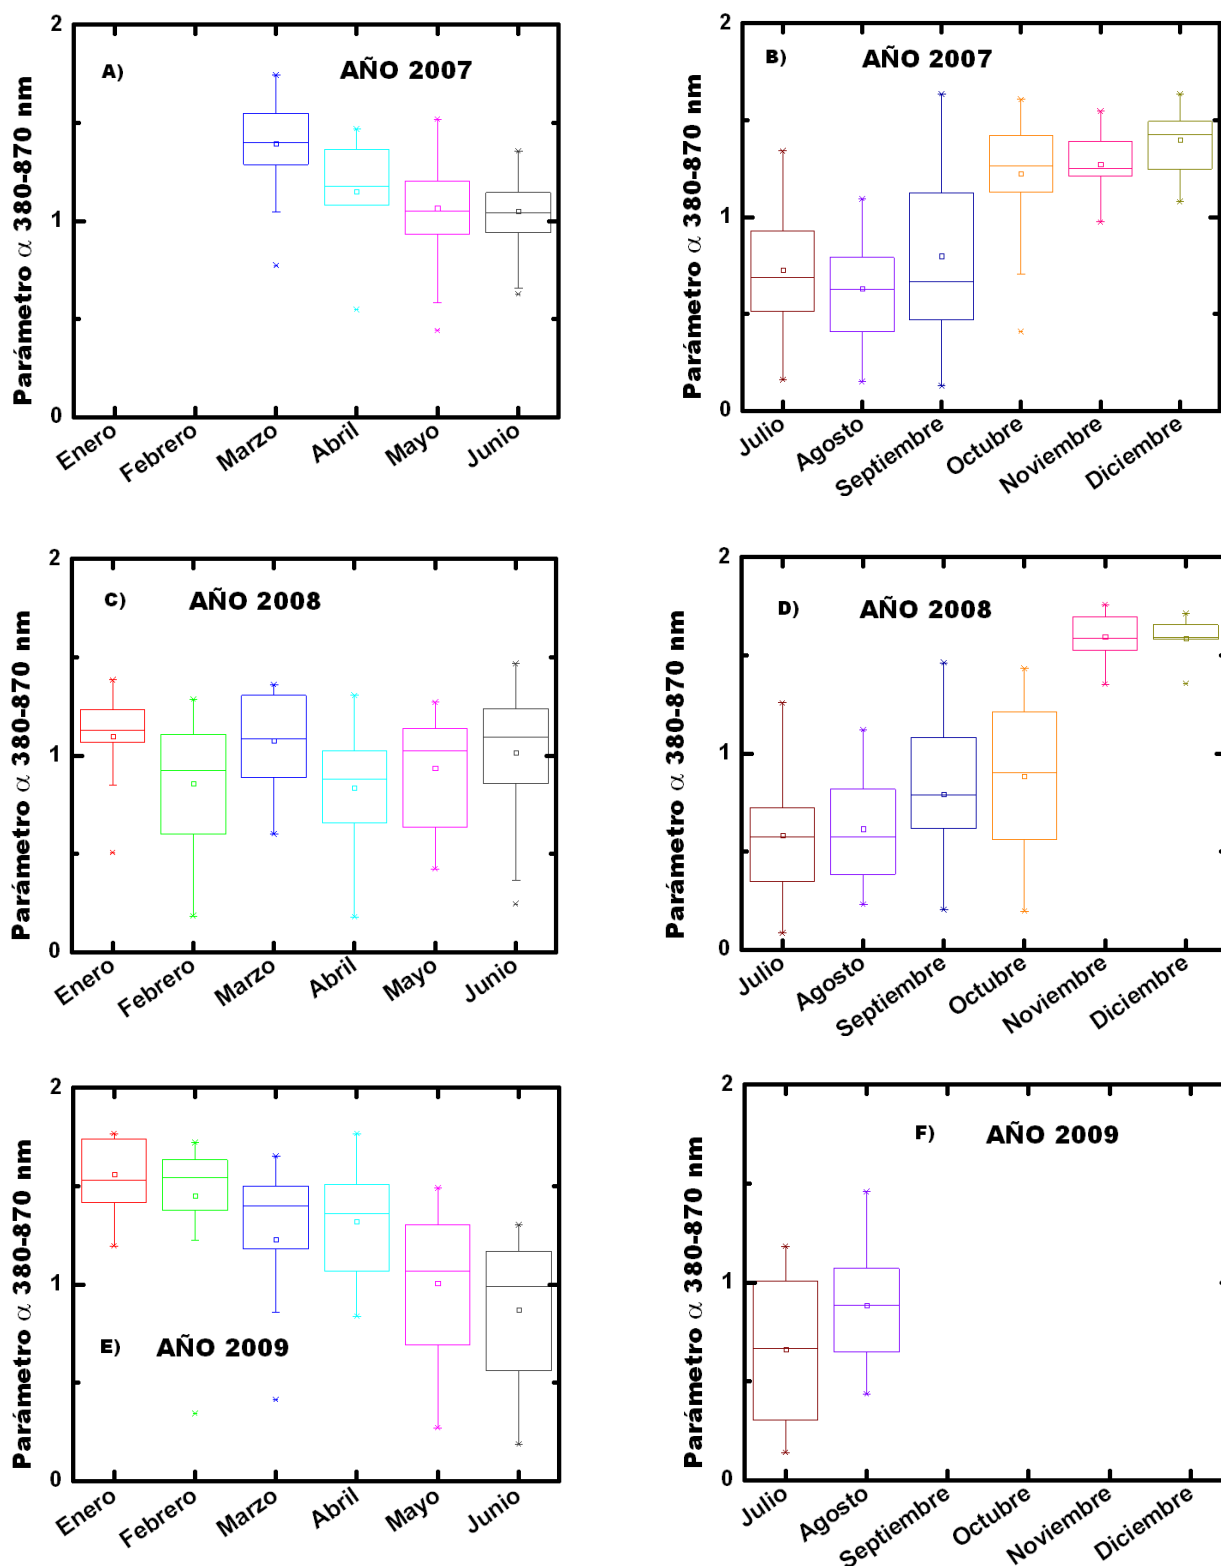 A) AÑO 2007
Parámetro α 380-870 nm
2
1
0
Enero Febrero Marzo Abril Mayo Junio
B) AÑO 2007
Parámetro α 380-870 nm
2
1
0
Julio Agosto Septiembre Octubre Noviembre Diciembre
C) AÑO 2008
Parámetro α 380-870 nm
2
1
0
Enero Febrero Marzo Abril Mayo Junio
D) AÑO 2008
Parámetro α 380-870 nm
2
1
0
Julio Agosto Septiembre Octubre Noviembre Diciembre
E) AÑO 2009
Parámetro α 380-870 nm
2
1
0
Enero Febrero Marzo Abril Mayo Junio
F) AÑO 2009
Parámetro α 380-870 nm
2
1
0
Julio Agosto Septiembre Octubre Noviembre Diciembre